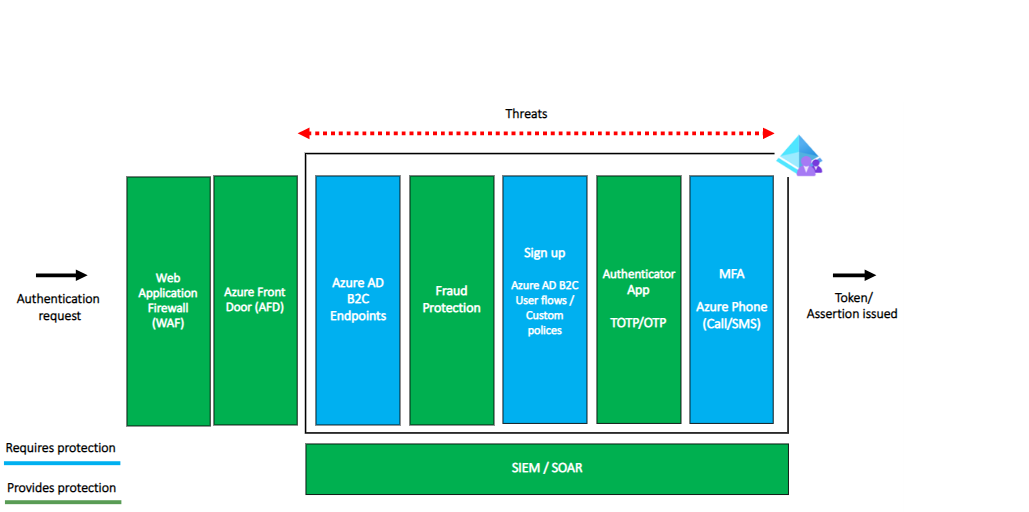 Threats
Authentication
request
Web
Application
Firewall
(WAF)
Azure Front
Door (AFD)
Azure AD
B2C
Endpoints
Fraud
Protection
Sign up
Azure AD B2C
User flows /
Custom
polices
Authenticator
App
TOTP/OTP
MFA
Azure Phone
(Call/SMS)
Token/
Assertion issued
Requires protection
Provides protection
SIEM / SOAR